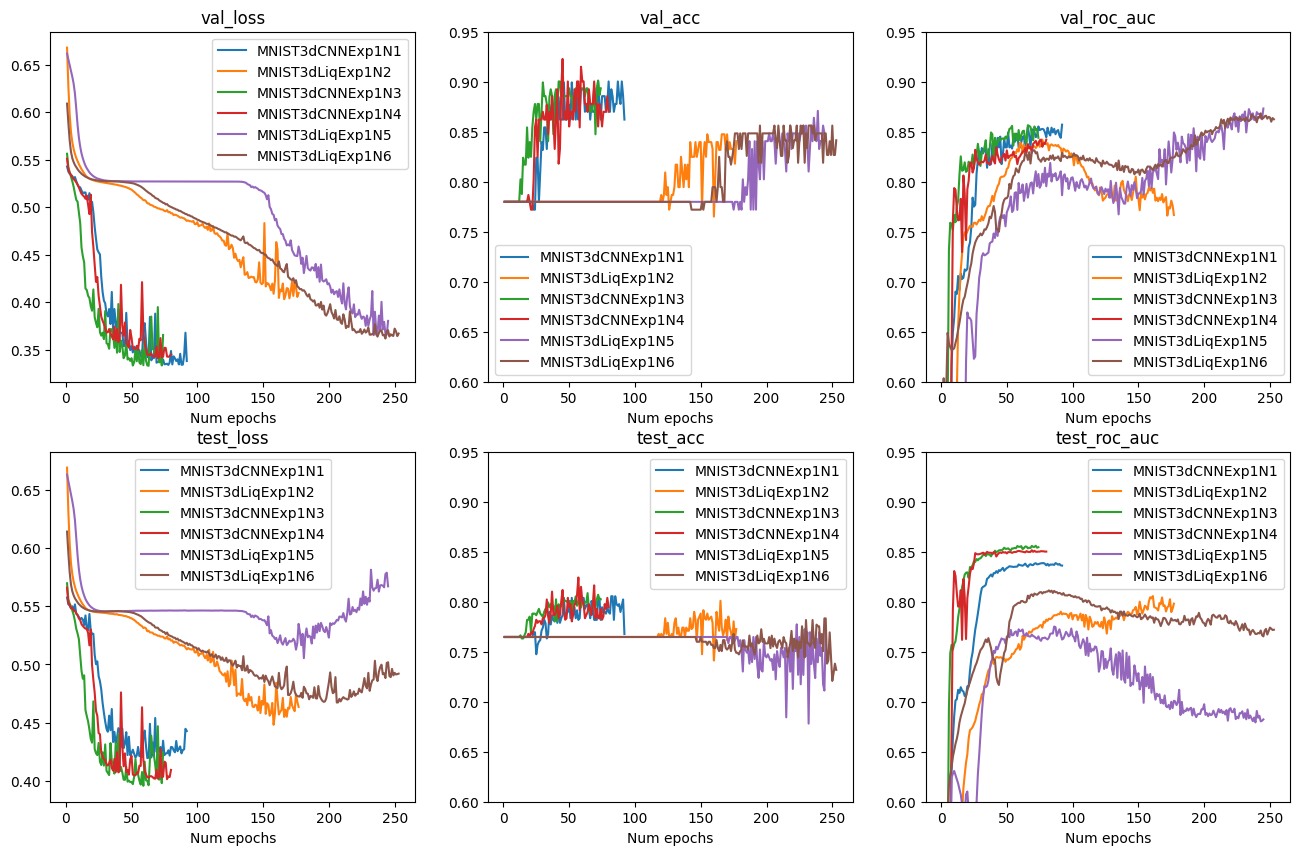 val_loss
0.65
0.60
0.55
0.50
0.45
0.40
0.35
0 50 100 150 200 250
Num epochs
MNIST3dCNNExp1N1
MNIST3dLiqExp1N2
MNIST3dCNNExp1N3
MNIST3dCNNExp1N4
MNIST3dLiqExp1N5
MNIST3dLiqExp1N6
val_acc
0.95
0.90
0.85
0.80
0.75
0.70
0.65
0.60
MNIST3dCNNExp1N1
MNIST3dLiqExp1N2
MNIST3dCNNExp1N3
MNIST3dCNNExp1N4
MNIST3dLiqExp1N5
MNIST3dLiqExp1N6
0 50 100 150 200 250
Num epochs
val_roc_auc
0.95
0.90
0.85
0.80
0.75
0.70
0.65
0.60
MNIST3dCNNExp1N1
MNIST3dLiqExp1N2
MNIST3dCNNExp1N3
MNIST3dCNNExp1N4
MNIST3dLiqExp1N5
MNIST3dLiqExp1N6
0 50 100 150 200 250
Num epochs
test_loss
0.65
0.60
0.55
0.50
0.45
0.40
MNIST3dCNNExp1N1
MNIST3dLiqExp1N2
MNIST3dCNNExp1N3
MNIST3dCNNExp1N4
MNIST3dLiqExp1N5
MNIST3dLiqExp1N6
0 50 100 150 200 250
Num epochs
test_acc
0.95
0.90
0.85
0.80
0.75
0.70
0.65
0.60
MNIST3dCNNExp1N1
MNIST3dLiqExp1N2
MNIST3dCNNExp1N3
MNIST3dCNNExp1N4
MNIST3dLiqExp1N5
MNIST3dLiqExp1N6
0 50 100 150 200 250
Num epochs
test_roc_auc
0.95
0.90
0.85
0.80
0.75
0.70
0.65
0.60
MNIST3dCNNExp1N1
MNIST3dLiqExp1N2
MNIST3dCNNExp1N3
MNIST3dCNNExp1N4
MNIST3dLiqExp1N5
MNIST3dLiqExp1N6
0 50 100 150 200 250
Num epochs